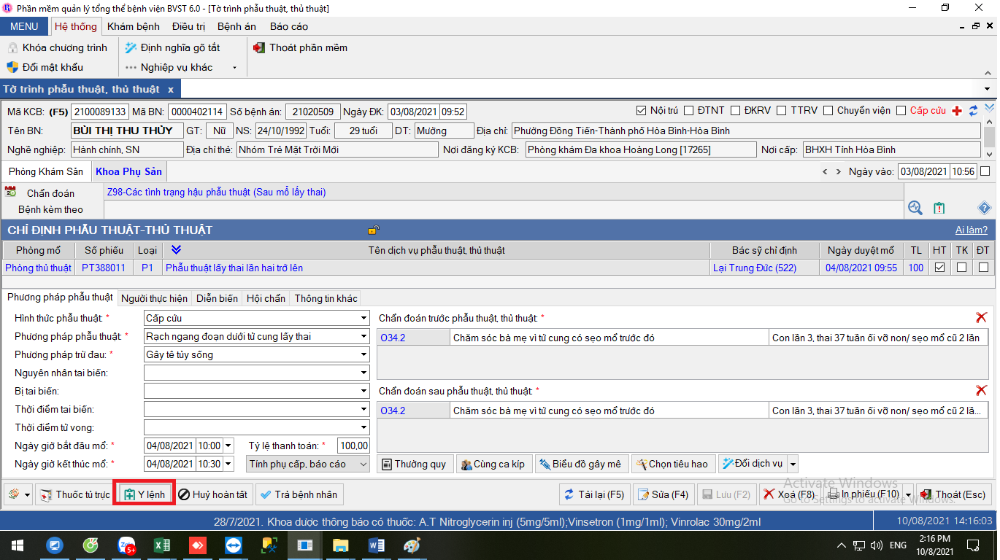 Phần mềm quản lý tổng thể bệnh viện BVST 6.0 - [Tờ trình phẫu thuật, thủ thuật]
MENU Hệ thống Khám bệnh Điều trị Bệnh án Báo cáo
Khóa chương trình Định nghĩa gõ tắt Thoát phần mềm
Đổi mật khẩu Nghiệp vụ khác
Tờ trình phẫu thuật, thủ thuật x
Mã KCB: (F5) 2100089133 Mã BN: 0000402114 Số bệnh án: 21020509 Ngày ĐK: 03/08/2021 09:52 Nội trú ĐTNT ĐKRV TTRV Chuyển viện Cấp cứu
Tên BN: BÙI THỊ THU THỦY GT: Nữ NS: 24/10/1992 Tuổi: 29 tuổi DT: Mường Địa chỉ: Phường Đồng Tiến-Thành phố Hòa Bình-Hòa Bình
Nghề nghiệp: Hành chính, SN Địa chỉ thẻ: Nhóm Trẻ Mặt Trời Mới Nơi đăng ký KCB: Phòng khám Đa khoa Hoàng Long [17265] Nơi cấp: BHXH Tỉnh Hòa Bình
Phòng Khám Sản Khoa Phụ Sản < > Ngày vào: 03/08/2021 10:56
Chẩn đoán Z98-Các tình trạng hậu phẫu thuật (Sau mổ lấy thai)
Bệnh kèm theo
CHỈ ĐỊNH PHẪU THUẬT-THỦ THUẬT Ai làm?
Phòng mổ Số phiếu Loại Tên dịch vụ phẫu thuật, thủ thuật Bác sỹ chỉ định Ngày duyệt mổ TL HT TK ĐT
Phòng thủ thuật PT388011 P1 Phẫu thuật lấy thai lần hai trở lên Lại Trung Đức (522) 04/08/2021 09:55 100
Phương pháp phẫu thuật Người thực hiện Diễn biến Hội chẩn Thông tin khác
Hình thức phẫu thuật: * Cấp cứu Chẩn đoán trước phẫu thuật, thủ thuật: *
Phương pháp phẫu thuật: * Rạch ngang đoạn dưới tử cung lấy thai O34.2 Chăm sóc bà mẹ vì tử cung có sẹo mổ trước đó Con lần 3, thai 37 tuần ối vỡ non/ sẹo mổ cũ 2 lần
Phương pháp trừ đau: * Gây tê tủy sống
Nguyên nhân tai biến:
Bị tai biến: Chẩn đoán sau phẫu thuật, thủ thuật: *
Thời điểm tai biến: O34.2 Chăm sóc bà mẹ vì tử cung có sẹo mổ trước đó Con lần 3, thai 37 tuần ối vỡ non/ sẹo mổ cũ 2 lầ...
Thời điểm tử vong:
Ngày giờ bắt đầu mổ: * 04/08/2021 10:00 Tỷ lệ thanh toán: * 100,00
Ngày giờ kết thúc mổ: * 04/08/2021 10:30 Tính phụ cấp, báo cáo Thường quy Cùng ca kíp Biểu đồ gây mê Chọn tiêu hao Đổi dịch vụ
Activate Windows
Thuốc tủ trực Y lệnh Huỷ hoàn tất Trả bệnh nhân Tải lại (F5) Sửa (F4) Lưu (F2) Xoá (F8) In phiếu (F10) Thoát (Esc)
Go to Settings to activate Windows.
28/7/2021. Khoa dược thông báo có thuốc: A.T Nitroglycerin inj (5mg/5ml);Vinsetron (1mg/1ml); Vinrolac 30mg/2ml 10/08/2021 14:16:03
5+ ENG 2:16 PM
10/8/2021